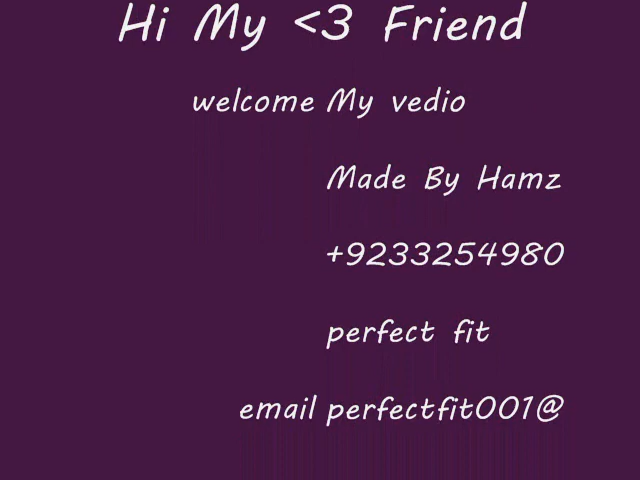 Hi My <3 Friend
welcome My vedio
Made By Hamz
+9233254980
perfect fit
email perfectfit001@